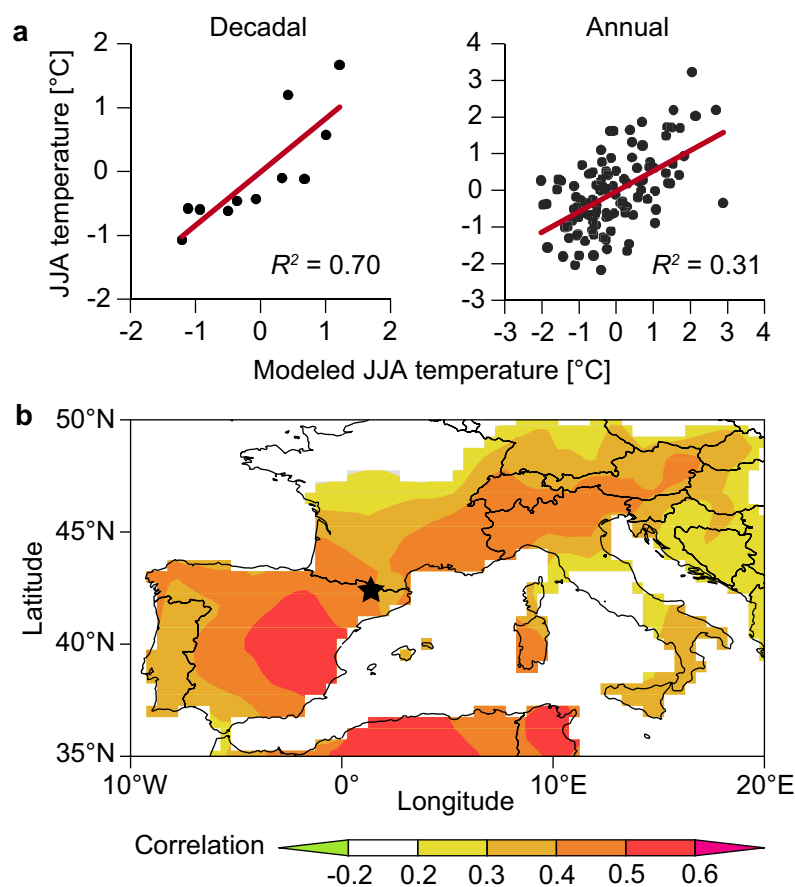 a
Decadal
Annual
JJA temperature [°C]
2
1
0
-1
-2
-2 -1 0 1 2
R² = 0.70
4
3
2
1
0
-1
-2
-3
-3 -2 -1 0 1 2 3 4
R² = 0.31
Modeled JJA temperature [°C]
b
Latitude
50°N
45°N
40°N
35°N
10°W 0° 10°E 20°E
Longitude
Correlation
-0.2 0.2 0.3 0.4 0.5 0.6